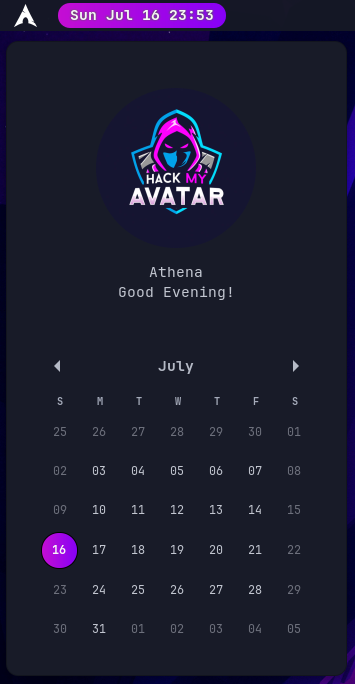 Sun Jul 16 23:53
HACK MY
AVATAR
Athena
Good Evening!
July
S M T W T F S
25 26 27 28 29 30 01
02 03 04 05 06 07 08
09 10 11 12 13 14 15
16 17 18 19 20 21 22
23 24 25 26 27 28 29
30 31 01 02 03 04 05